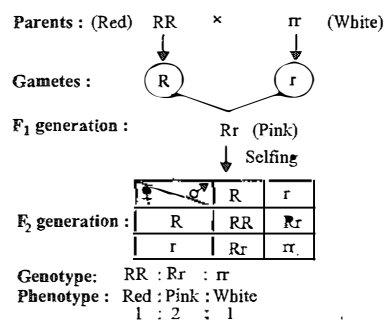 Parents : (Red) RR × rr (White)
Gametes : R r
F1 generation : Rr (Pink)
Selfing
♀ ♂ R r
F2 generation : R RR Rr
r Rr rr.
Genotype: RR : Rr : rr
Phenotype : Red : Pink : White
1 : 2 : 1